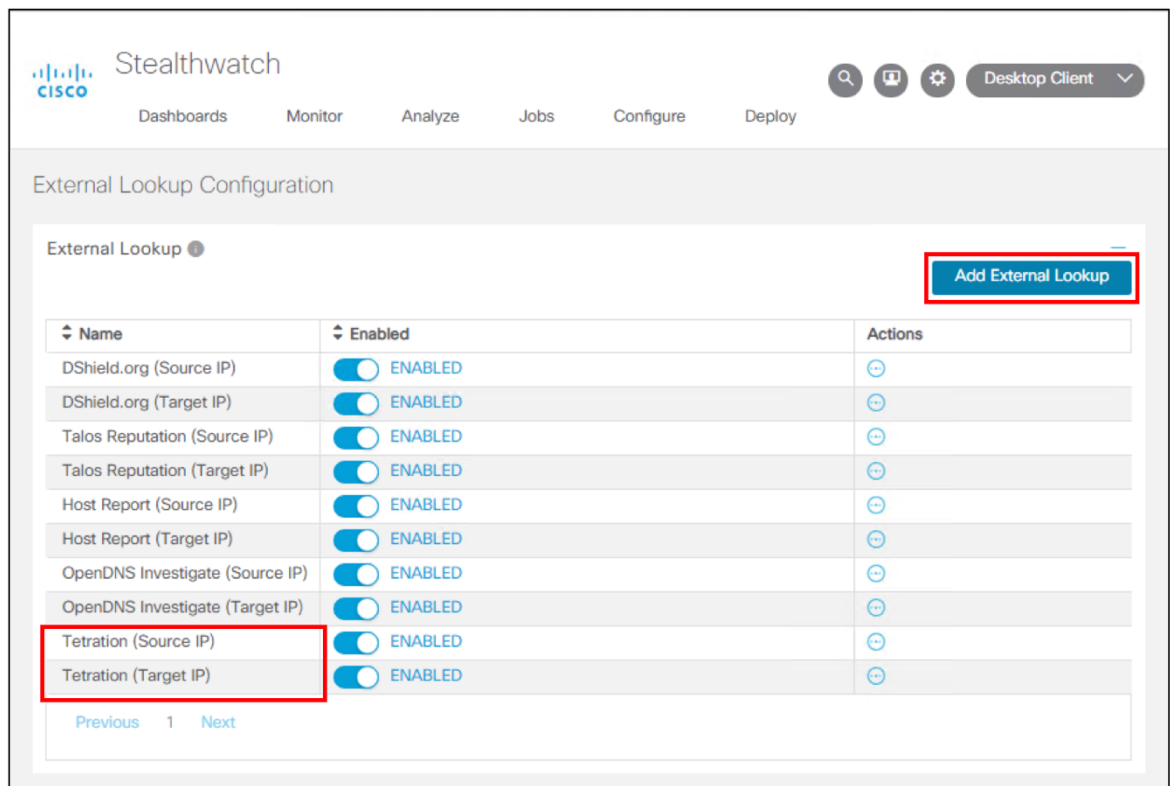 Stealthwatch
CISCO
Desktop Client
Dashboards Monitor Analyze Jobs Configure Deploy
External Lookup Configuration
External Lookup
Add External Lookup
Name Enabled Actions
DShield.org (Source IP) ENABLED
DShield.org (Target IP) ENABLED
Talos Reputation (Source IP) ENABLED
Talos Reputation (Target IP) ENABLED
Host Report (Source IP) ENABLED
Host Report (Target IP) ENABLED
OpenDNS Investigate (Source IP) ENABLED
OpenDNS Investigate (Target IP) ENABLED
Tetration (Source IP) ENABLED
Tetration (Target IP) ENABLED
Previous 1 Next